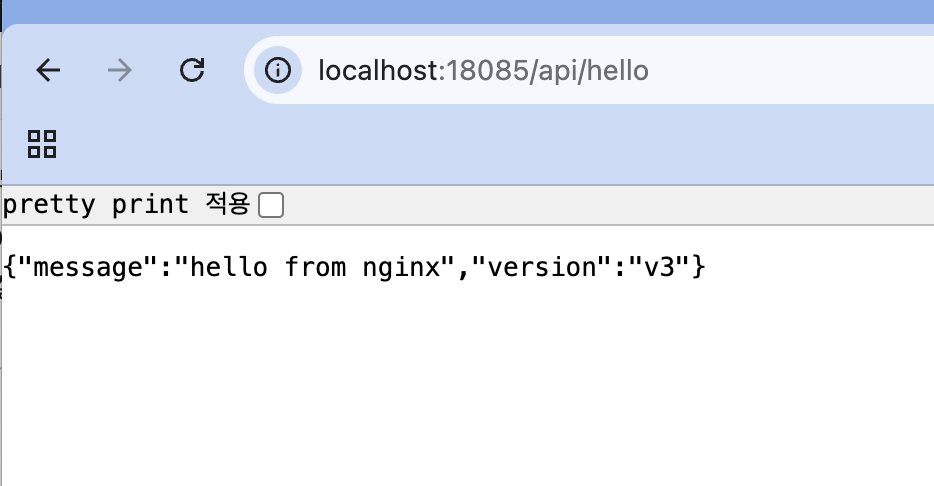 localhost:18085/api/hello
pretty print 적용
{"message":"hello from nginx","version":"v3"}